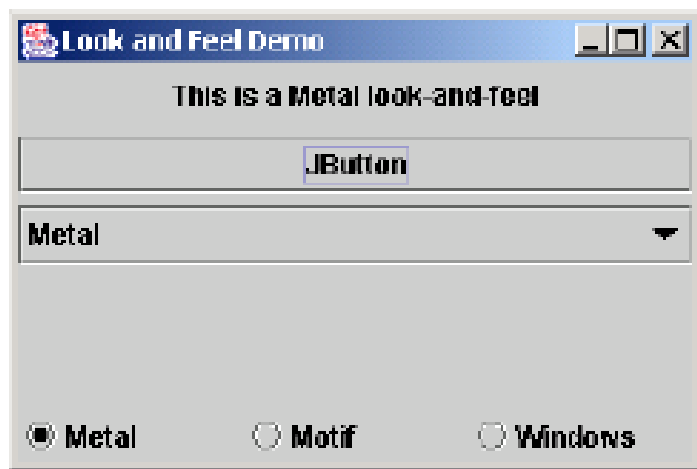 Look and Feel Demo
This is a Metal look-and-feel
JButton
Metal
Metal Motif Windows